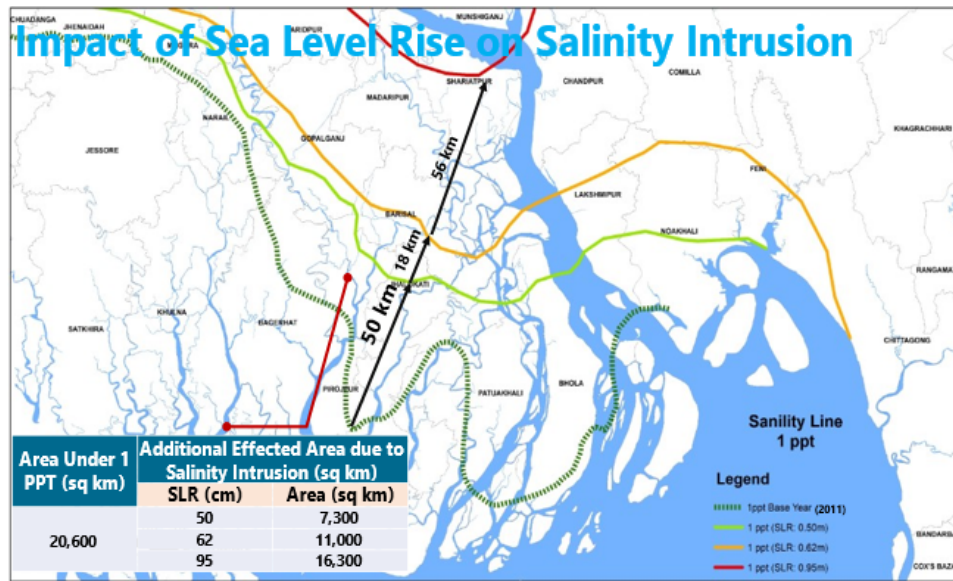 Impact of Sea Level Rise on Salinity Intrusion
CHUADANGA
JHENAIDAH
MUNSHIGANJ
SHARIATPUR
CHANDPUR
COMILLA
MADARIPUR
NARAIL
GOPALGANJ
JESSORE
KHAGRACHHARI
FENI
LAKSHMIPUR
56 km
BARISAL
NOAKHALI
18 km
RANGAMA
50 km
KHULNA
BAGERHAT
SATKHIRA
CHITTAGONG
PIROJPUR
PATUAKHALI
BHOLA
Sanility Line
1 ppt
Area Under 1
PPT (sq km)
Additional Effected Area due to
Salinity Intrusion (sq km)
SLR (cm) Area (sq km)
50 7,300
20,600 62 11,000
95 16,300
Legend
1ppt Base Year (2011)
1 ppt (SLR: 0.50m)
1 ppt (SLR: 0.62m)
1 ppt (SLR: 0.95m)
BANDARBA
COX'S BAZA